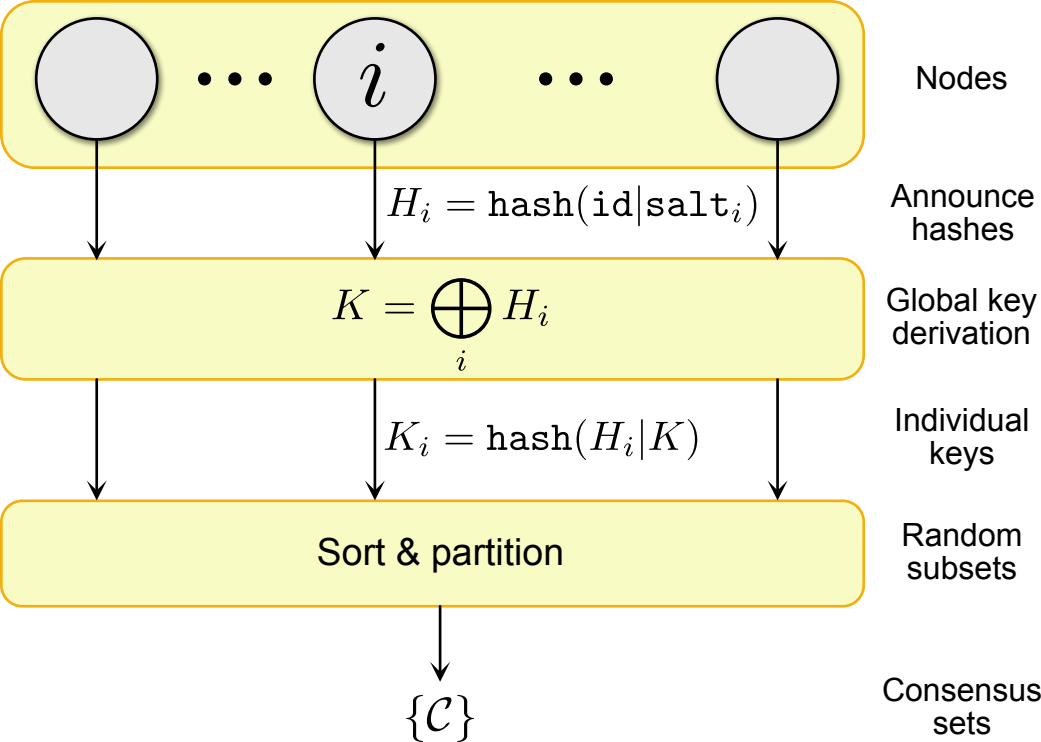 i
Nodes
H_i = hash(id|salt_i)
Announce
hashes
K = ⨁_i H_i
Global key
derivation
K_i = hash(H_i|K)
Individual
keys
Sort & partition
Random
subsets
{𝒞}
Consensus
sets